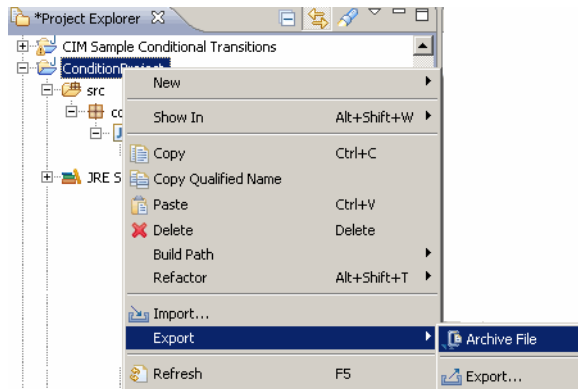 *Project Explorer
CIM Sample Conditional Transitions
ConditionProject
New
src
Show In Alt+Shift+W
Copy Ctrl+C
JRE S
Copy Qualified Name
Paste Ctrl+V
Delete Delete
Build Path
Refactor Alt+Shift+T
Import...
Export
Archive File
Refresh F5
Export...